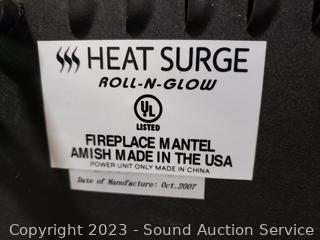 HEAT SURGE
ROLL-N-GLOW
UL
LISTED
FIREPLACE MANTEL
AMISH MADE IN THE USA
POWER UNIT ONLY MADE IN CHINA
Date of Manufacture: Oct.2007
Copyright 2023 - Sound Auction Service